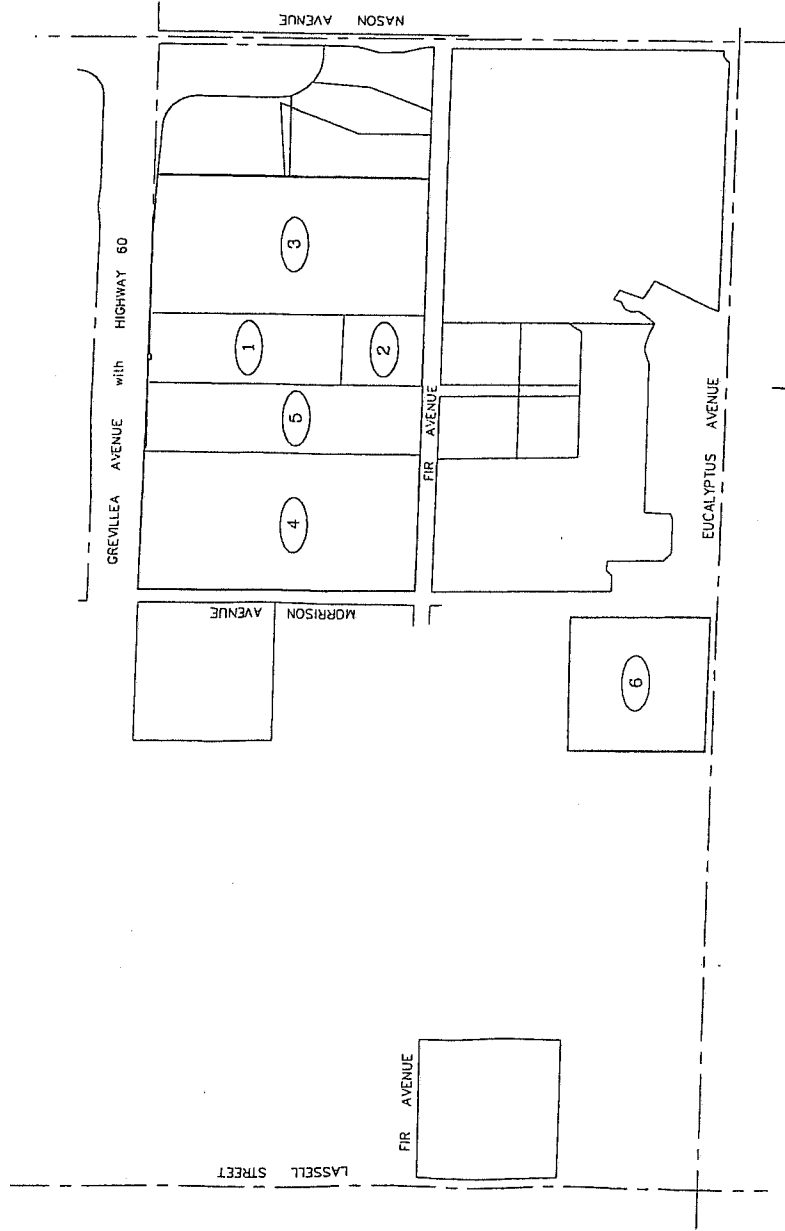 NASON AVENUE
GREVILLEA AVENUE with HIGHWAY 60
3
1
2
5
4
FIR AVENUE
MORRISON AVENUE
EUCALYPTUS AVENUE
6
FIR AVENUE
LASSELL STREET